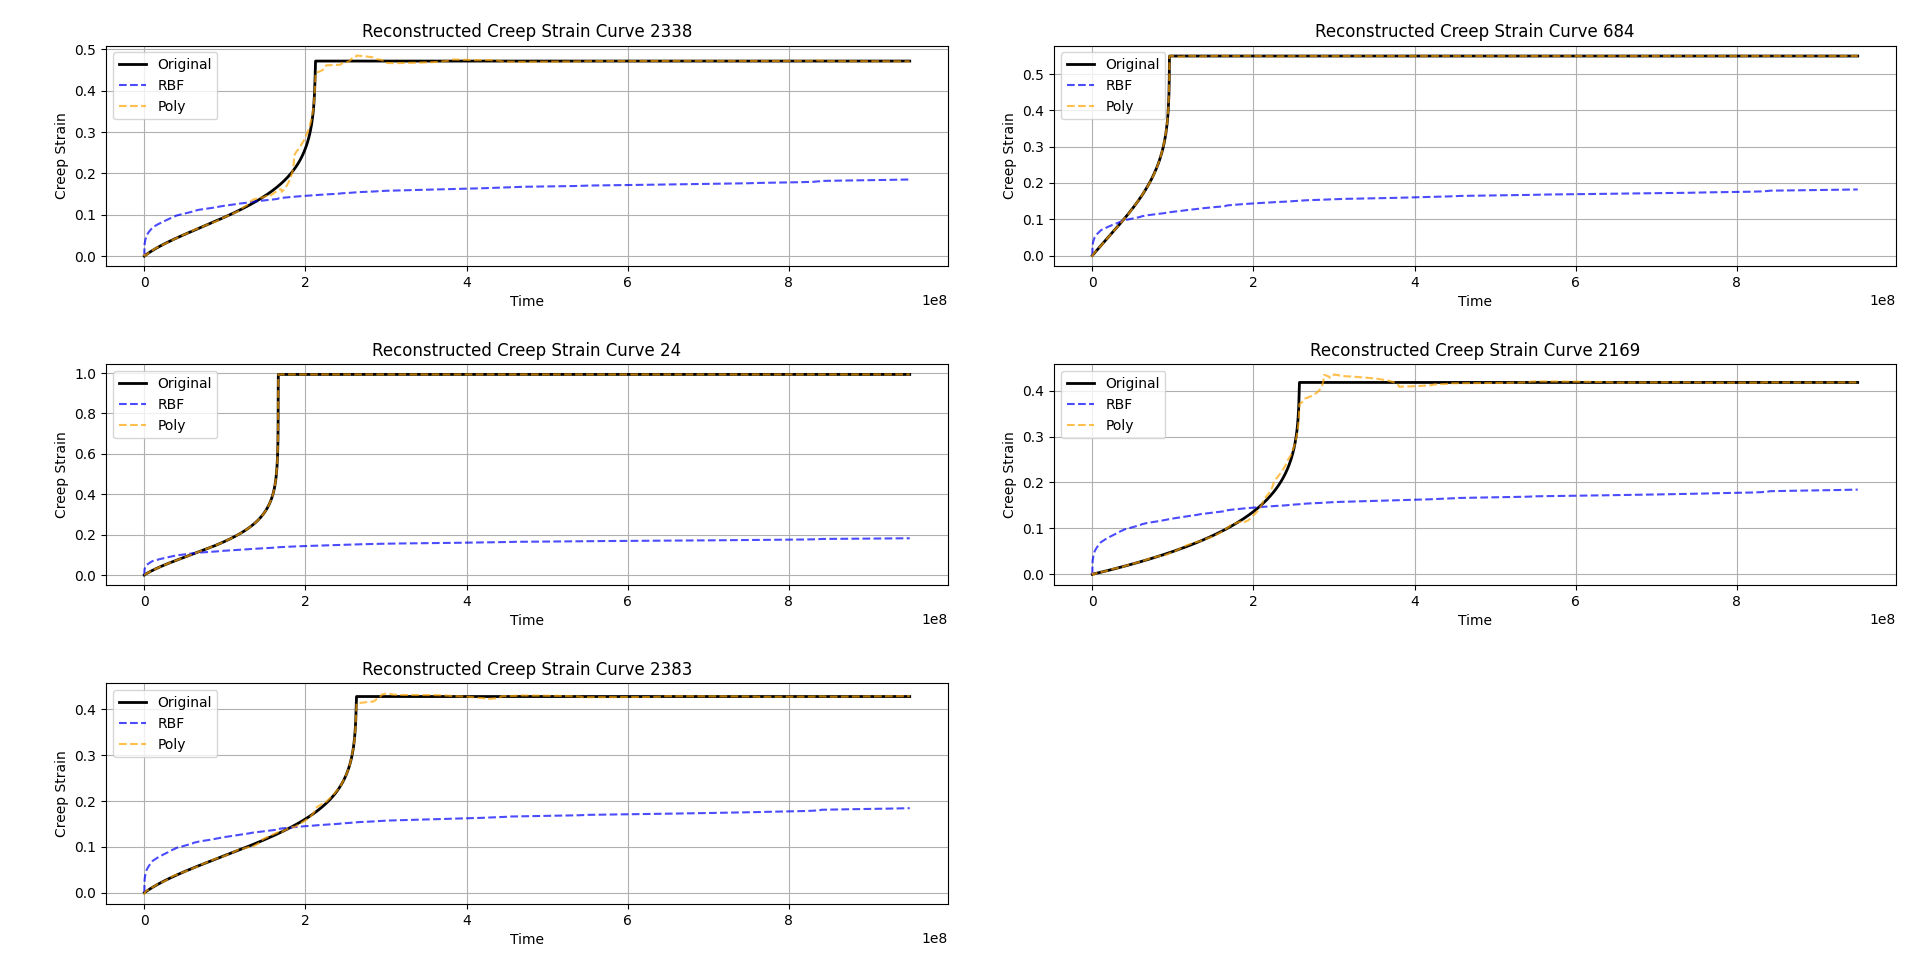 Reconstructed Creep Strain Curve 2338
Creep Strain
0.5
0.4
0.3
0.2
0.1
0.0
Original
RBF
Poly
0 2 4 6 8
1e8
Time
Reconstructed Creep Strain Curve 684
Creep Strain
0.5
0.4
0.3
0.2
0.1
0.0
Original
RBF
Poly
0 2 4 6 8
1e8
Time
Reconstructed Creep Strain Curve 24
Creep Strain
1.0
0.8
0.6
0.4
0.2
0.0
Original
RBF
Poly
0 2 4 6 8
1e8
Time
Reconstructed Creep Strain Curve 2169
Creep Strain
0.4
0.3
0.2
0.1
0.0
Original
RBF
Poly
0 2 4 6 8
1e8
Time
Reconstructed Creep Strain Curve 2383
Creep Strain
0.4
0.3
0.2
0.1
0.0
Original
RBF
Poly
0 2 4 6 8
1e8
Time